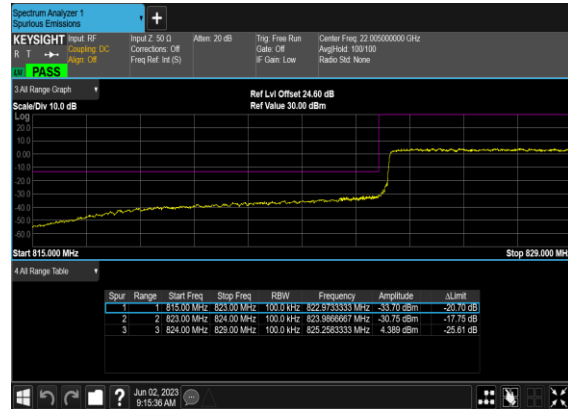 Spectrum Analyzer 1
Spurious Emissions
+
KEYSIGHT Input: RF Input Z: 50 Ω Atten: 20 dB Trig: Free Run Center Freq: 22.005000000 GHz
R T Coupling: DC Corrections: Off Gate: Off Avg|Hold: 100/100
Align: Off Freq Ref: Int (S) IF Gain: Low Radio Std: None
PASS
3 All Range Graph
Ref Lvl Offset 24.60 dB
Scale/Div 10.0 dB Ref Value 30.00 dBm
Log
20.0
10.0
0.00
-10.0
-20.0
-30.0
-40.0
-50.0
-60.0
Start 815.000 MHz Stop 829.000 MH
4 All Range Table
Spur Range Start Freq Stop Freq RBW Frequency Amplitude ΔLimit
1 1 815.00 MHz 823.00 MHz 100.0 kHz 822.9733333 MHz -33.70 dBm -20.70 dB
2 2 823.00 MHz 824.00 MHz 100.0 kHz 823.9866667 MHz -30.75 dBm -17.75 dB
3 3 824.00 MHz 829.00 MHz 100.0 kHz 825.2583333 MHz 4.389 dBm -25.61 dB
? Jun 02, 2023
9:15:36 AM